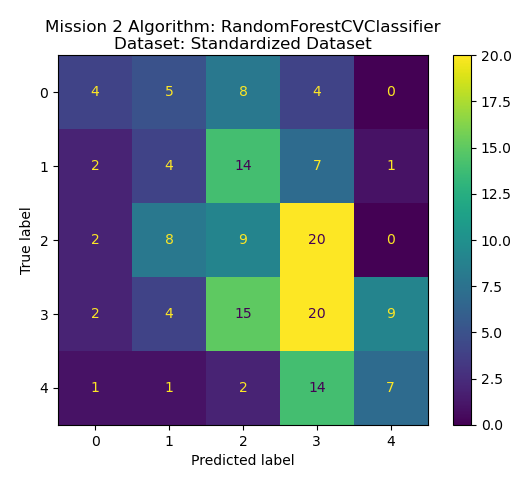 Mission 2 Algorithm: RandomForestCVClassifier
Dataset: Standardized Dataset
True label
0 4 5 8 4 0
1 2 4 14 7 1
2 2 8 9 20 0
3 2 4 15 20 9
4 1 1 2 14 7
0 1 2 3 4
Predicted label
20.0
17.5
15.0
12.5
10.0
7.5
5.0
2.5
0.0